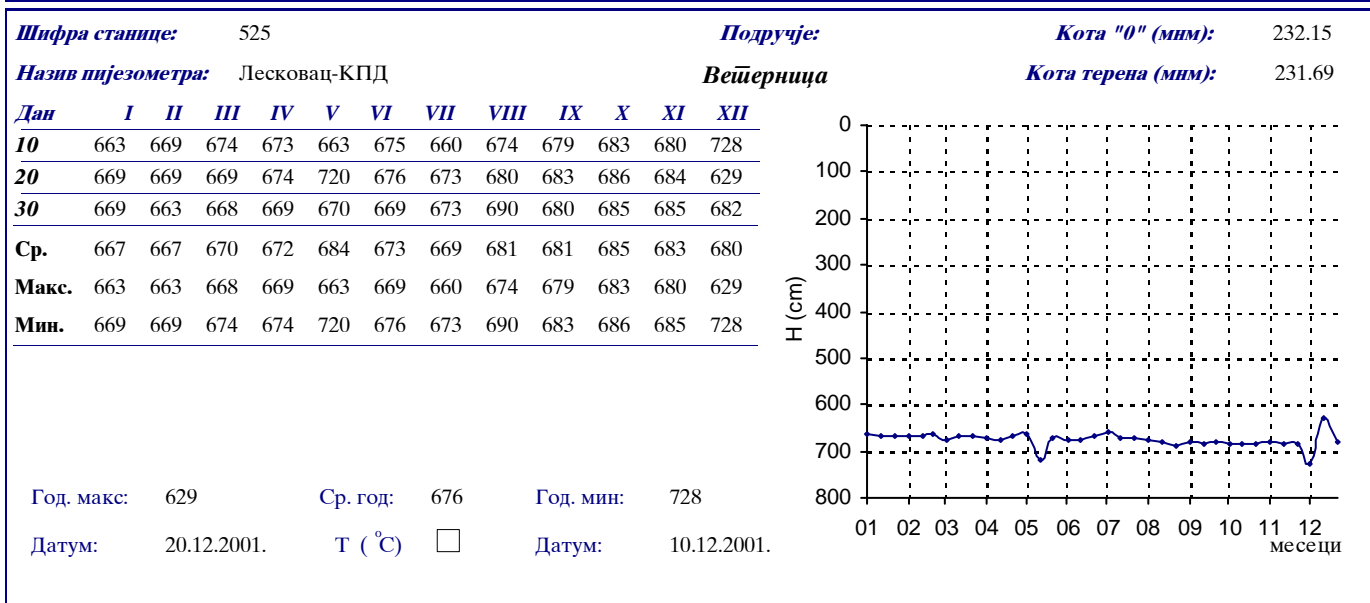 Шифра станице: 525 Подручје: Кота "0" (мнм): 232.15
Назив пијезометра: Лесковац-КПД Ветерница Кота терена (мнм): 231.69
Дан I II III IV V VI VII VIII IX X XI XII
10 663 669 674 673 663 675 660 674 679 683 680 728
20 669 669 669 674 720 676 673 680 683 686 684 629
30 669 663 668 669 670 669 673 690 680 685 685 682
Ср. 667 667 670 672 684 673 669 681 681 685 683 680
Макс. 663 663 668 669 663 669 660 674 679 683 680 629
Мин. 669 669 674 674 720 676 673 690 683 686 685 728
0
100
200
300
400
500
600
700
800
H (cm)
01 02 03 04 05 06 07 08 09 10 11 12
месеци
Год. макс: 629 Ср. год: 676 Год. мин: 728
Датум: 20.12.2001. Т ( °C) Датум: 10.12.2001.